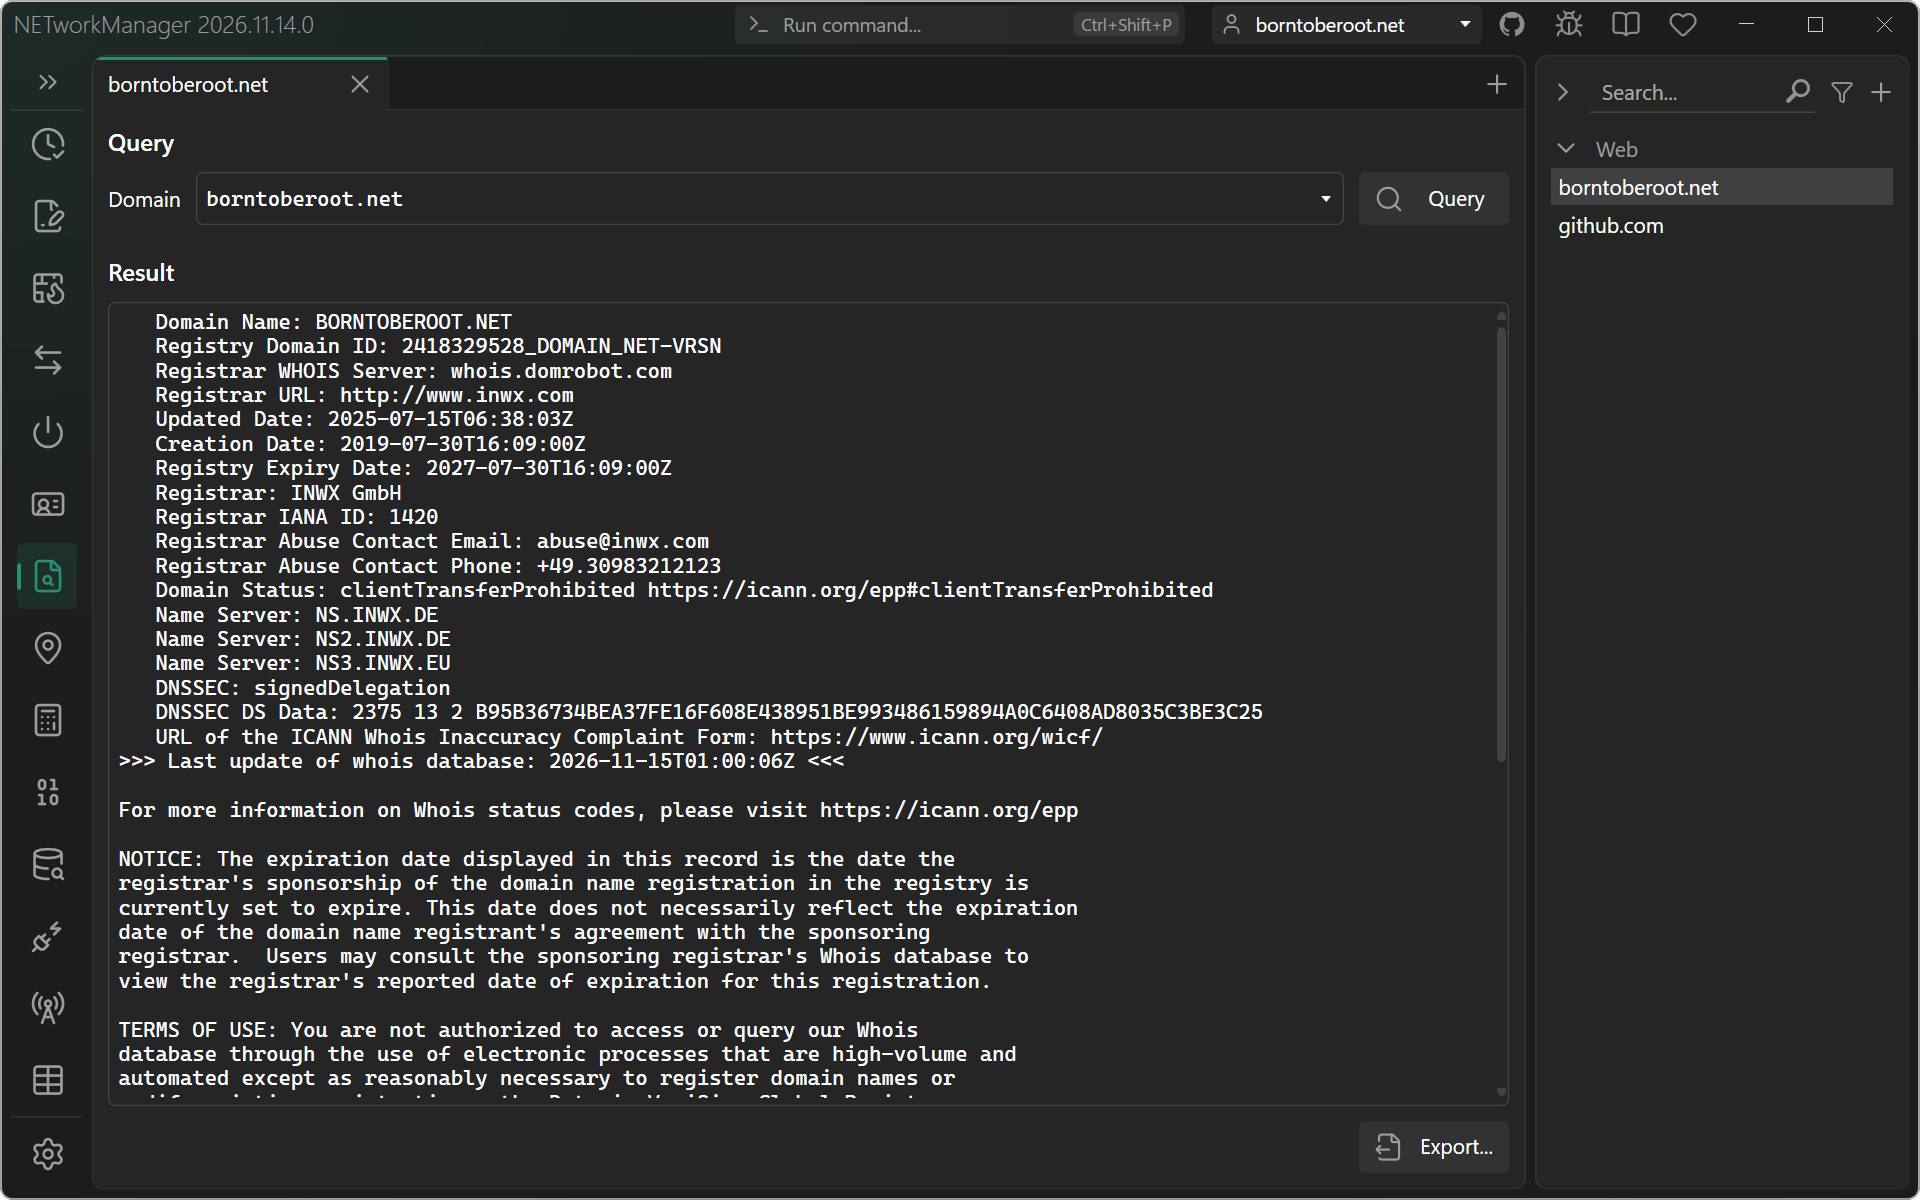 NETworkManager 2026.11.14.0
Run command...
Ctrl+Shift+P
borntoberoot.net
borntoberoot.net
Query
Domain
borntoberoot.net
Query
Result
Domain Name: BORNTOBEROOT.NET
Registry Domain ID: 2418329528_DOMAIN_NET-VRSN
Registrar WHOIS Server: whois.domrobot.com
Registrar URL: http://www.inwx.com
Updated Date: 2025-07-15T06:38:03Z
Creation Date: 2019-07-30T16:09:00Z
Registry Expiry Date: 2027-07-30T16:09:00Z
Registrar: INWX GmbH
Registrar IANA ID: 1420
Registrar Abuse Contact Email: abuse@inwx.com
Registrar Abuse Contact Phone: +49.30983212123
Domain Status: clientTransferProhibited https://icann.org/epp#clientTransferProhibited
Name Server: NS.INWX.DE
Name Server: NS2.INWX.DE
Name Server: NS3.INWX.EU
DNSSEC: signedDelegation
DNSSEC DS Data: 2375 13 2 B95B36734BEA37FE16F608E438951BE993486159894A0C6408AD8035C3BE3C25
URL of the ICANN Whois Inaccuracy Complaint Form: https://www.icann.org/wicf/
>>> Last update of whois database: 2026-11-15T01:00:06Z <<<
For more information on Whois status codes, please visit https://icann.org/epp
NOTICE: The expiration date displayed in this record is the date the
registrar's sponsorship of the domain name registration in the registry is
currently set to expire. This date does not necessarily reflect the expiration
date of the domain name registrant's agreement with the sponsoring
registrar.  Users may consult the sponsoring registrar's Whois database to
view the registrar's reported date of expiration for this registration.
TERMS OF USE: You are not authorized to access or query our Whois
database through the use of electronic processes that are high-volume and
automated except as reasonably necessary to register domain names or
Export...
Search...
Web
borntoberoot.net
github.com